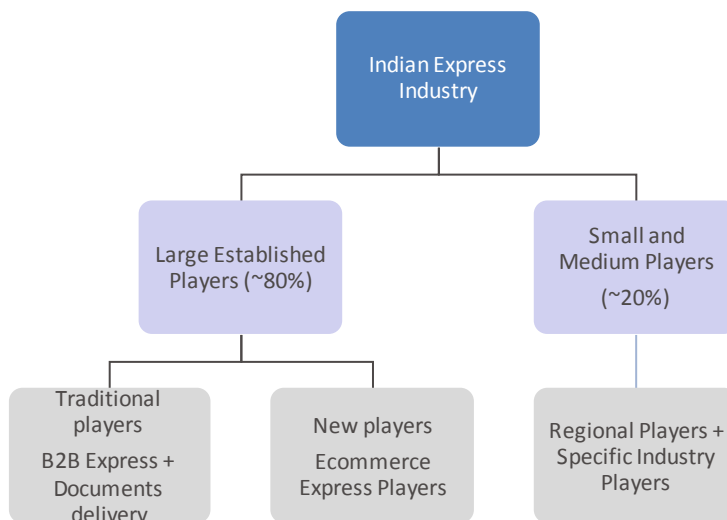 Indian Express
Industry
Large Established
Players (~80%)
Small and
Medium Players
(~20%)
Traditional
players
B2B Express +
Documents
delivery
New players
Ecommerce
Express Players
Regional Players +
Specific Industry
Players